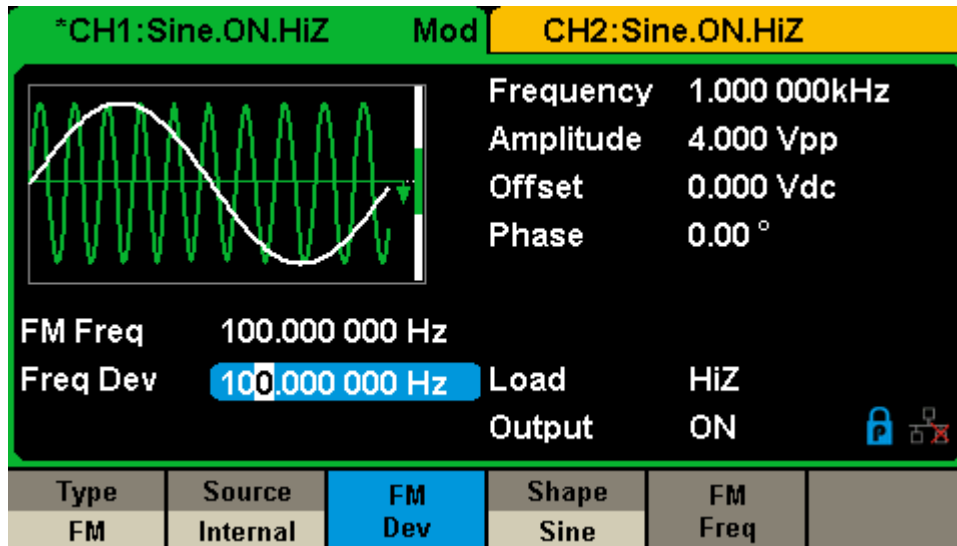 *CH1:Sine.ON.HiZ Mod CH2:Sine.ON.HiZ
Frequency 1.000 000kHz
Amplitude 4.000 Vpp
Offset 0.000 Vdc
Phase 0.00 °
FM Freq 100.000 000 Hz
Freq Dev 100.000 000 Hz Load HiZ
Output ON P
Type Source FM Shape FM
FM Internal Dev Sine Freq